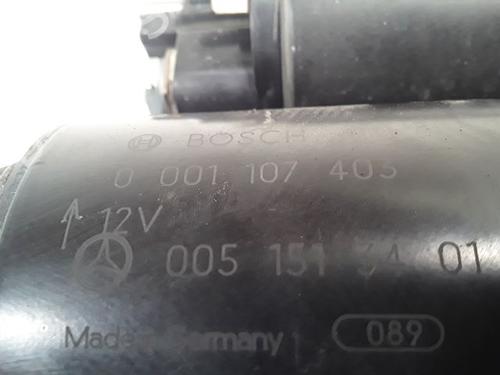 BOSCH
0 001 107 403
12V
005 151 34 01
Made in Germany
089